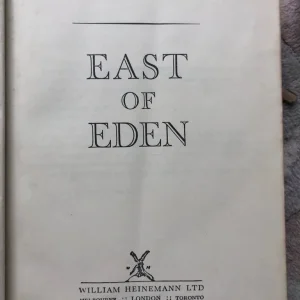 EAST
OF
EDEN
WILLIAM HEINEMANN LTD
MELBOURNE :: LONDON :: TORONTO